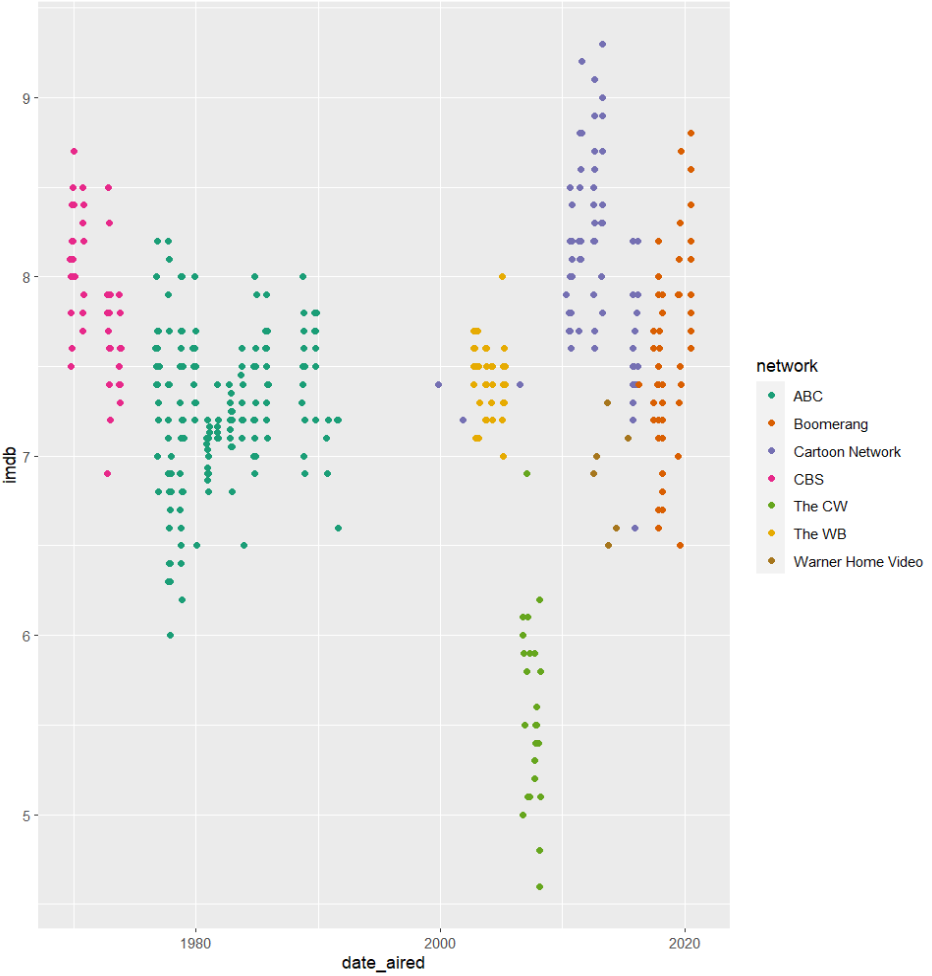 imdb
9
8
7
6
5
1980
2000
2020
date_aired
network
ABC
Boomerang
Cartoon Network
CBS
The CW
The WB
Warner Home Video